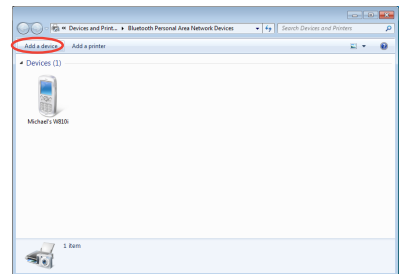 « Devices and Print... ▸ Bluetooth Personal Area Network Devices
Search Devices and Printers
Add a device Add a printer
Devices (1)
Michael's W810i
1 item